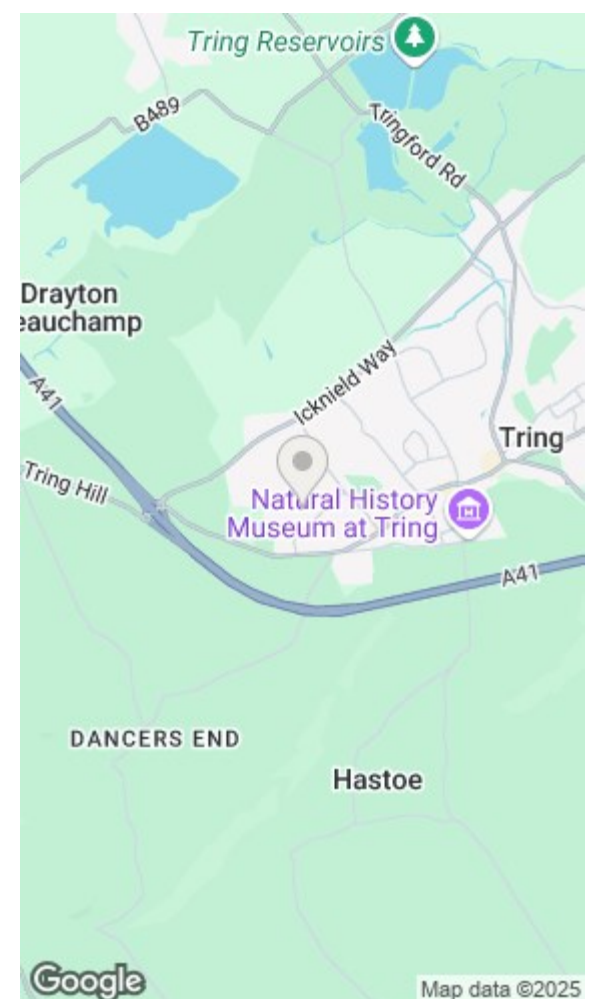 Tring Reservoirs
B489
Tringford Rd
Drayton
eauchamp
A41
Icknield Way
Tring
Tring Hill
Natural History
Museum at Tring
A41
DANCERS END
Hastoe
Google
Map data ©2025